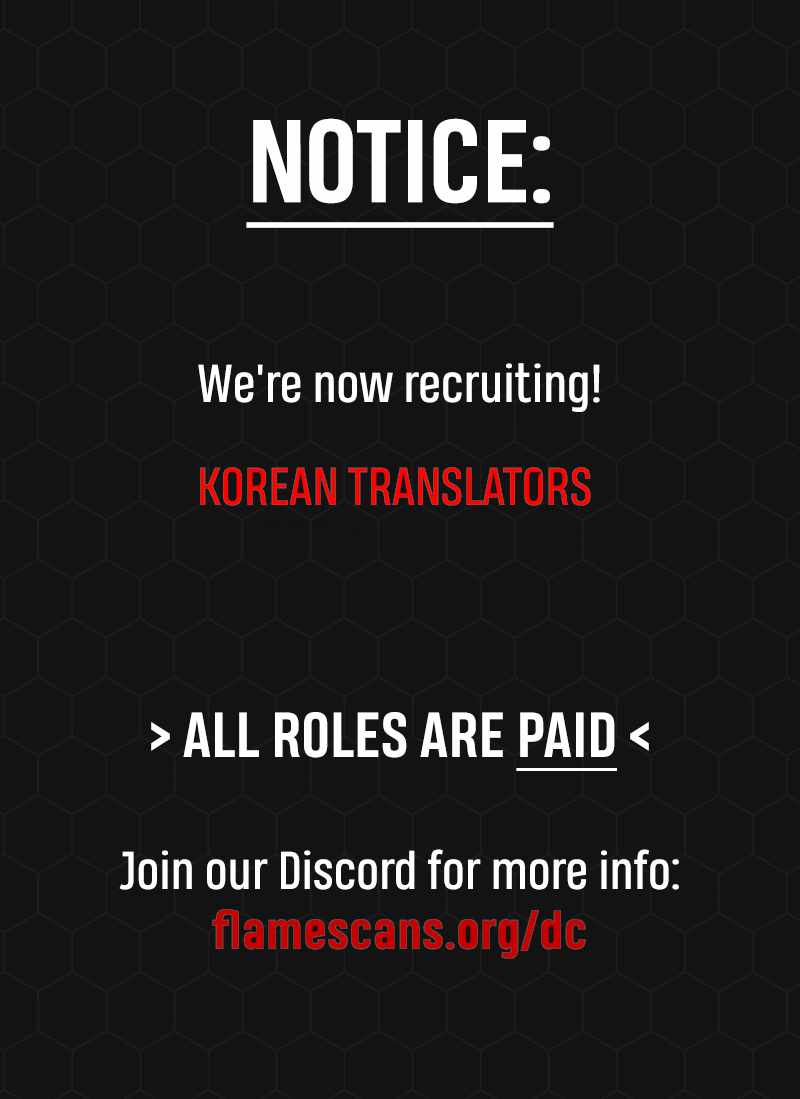 NOTICE:
We're now recruiting!
KOREAN TRANSLATORS
> ALL ROLES ARE PAID <
Join our Discord for more info:
flamescans.org/dc